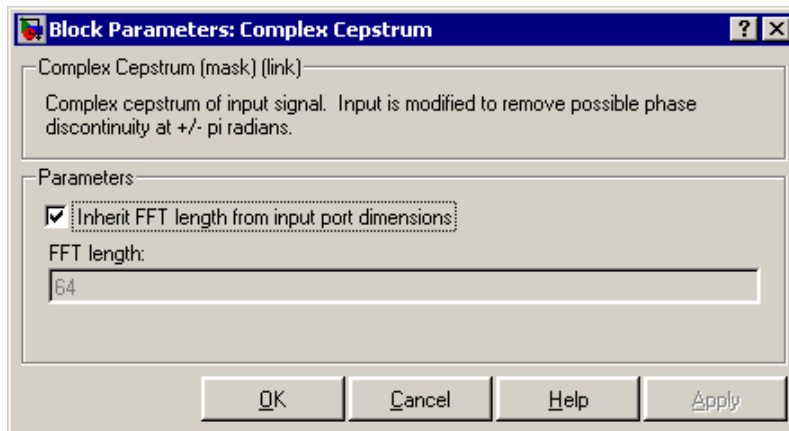 Block Parameters: Complex Cepstrum
Complex Cepstrum (mask) (link)
Complex cepstrum of input signal. Input is modified to remove possible phase
discontinuity at +/- pi radians.
Parameters
Inherit FFT length from input port dimensions
FFT length:
64
OK Cancel Help Apply